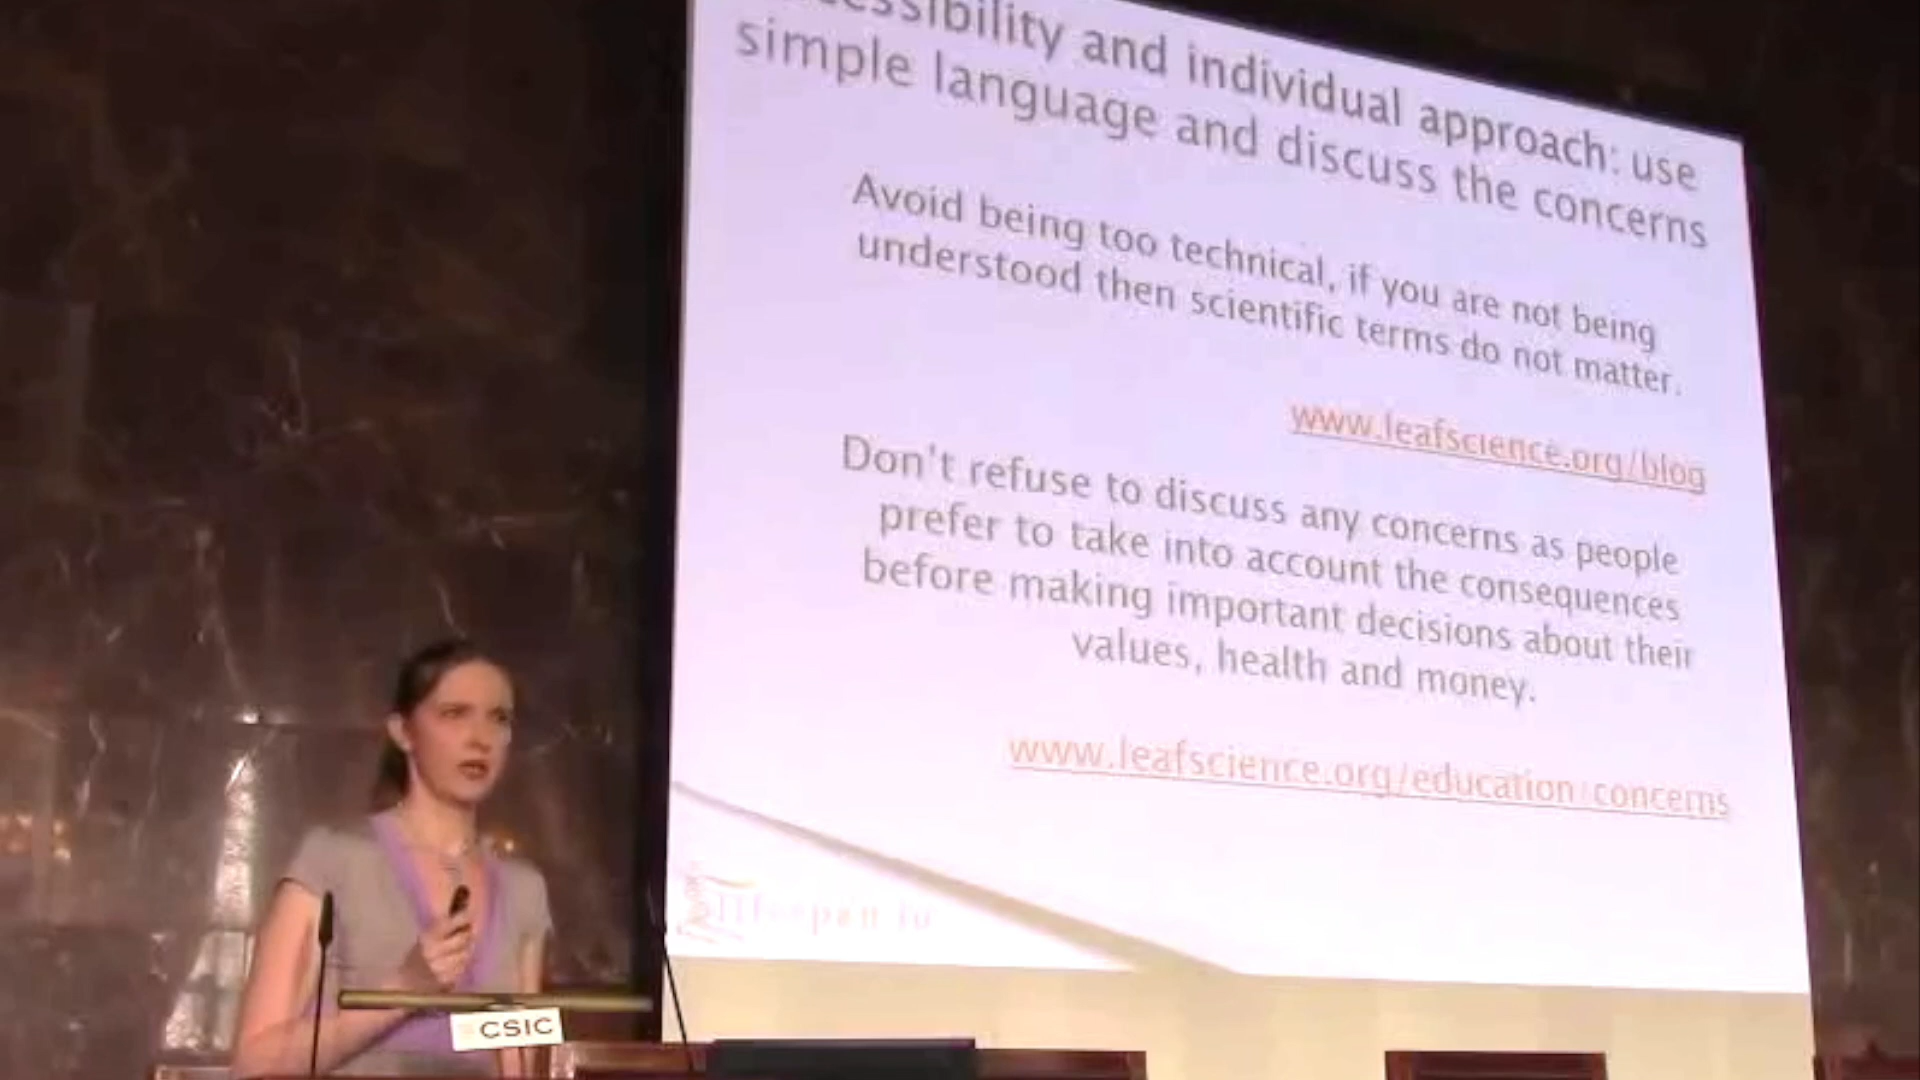 and individual approach: use
simple language and discuss the concerns
Avoid being too technical, if you are not being
understood then scientific terms do not matter.
www.leafscience.org/blog
Don't refuse to discuss any concerns as people
prefer to take into account the consequences
before making important decisions about their
values, health and money.
www.leafscience.org/education/concerns
CSIC